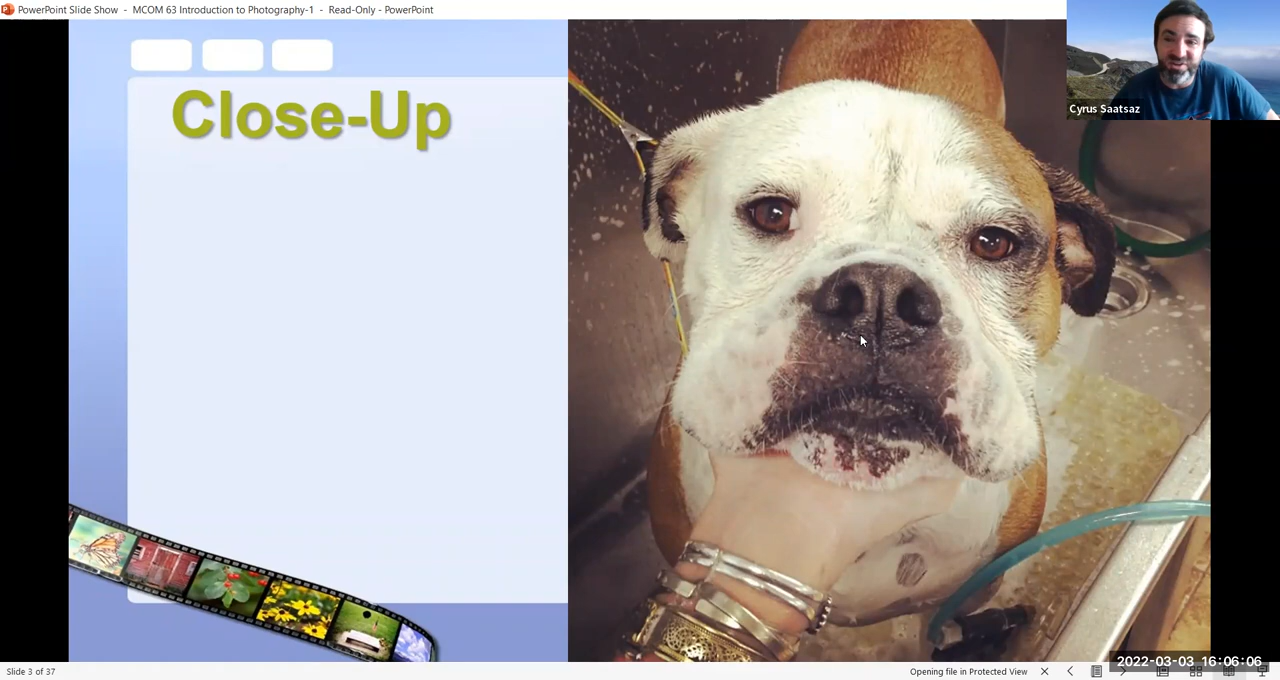 PowerPoint Slide Show - MCOM 63 Introduction to Photography-1 - Read-Only - PowerPoint
Cyrus Saatsaz
Close-Up
Slide 3 of 37
Opening file in Protected View
2022-03-03 16:06:06